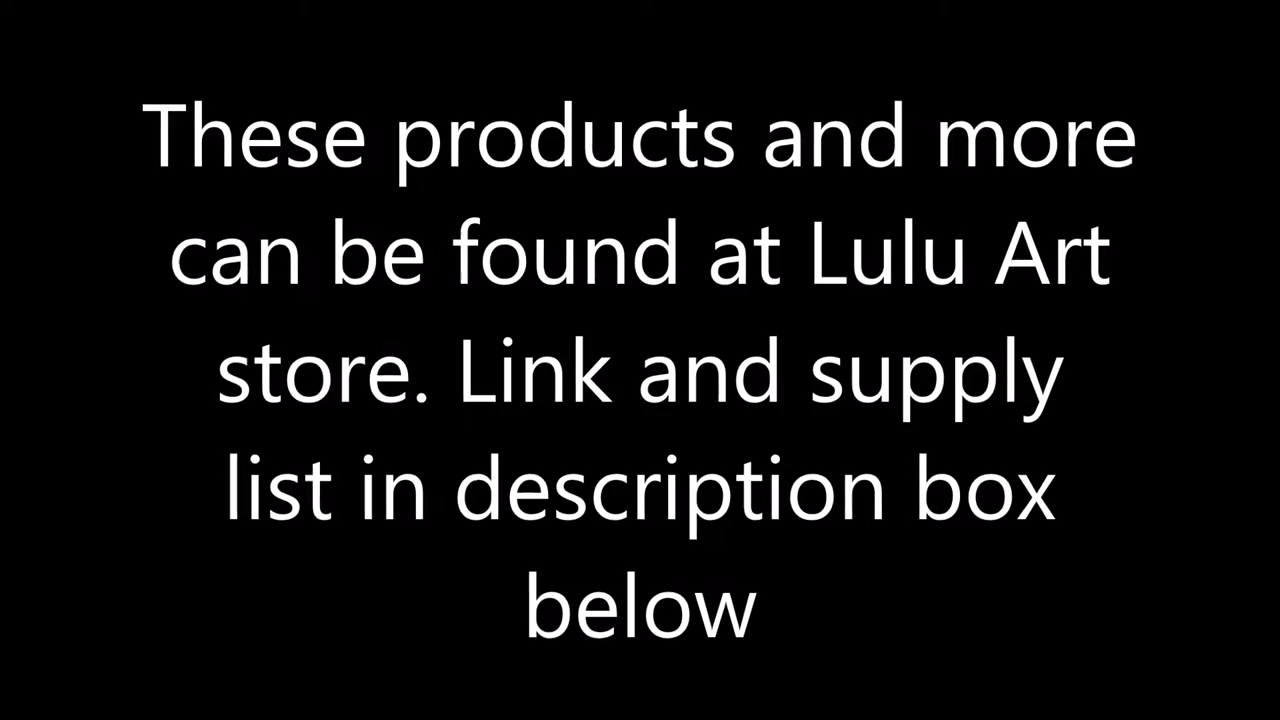 These products and more
can be found at Lulu Art
store. Link and supply
list in description box
below